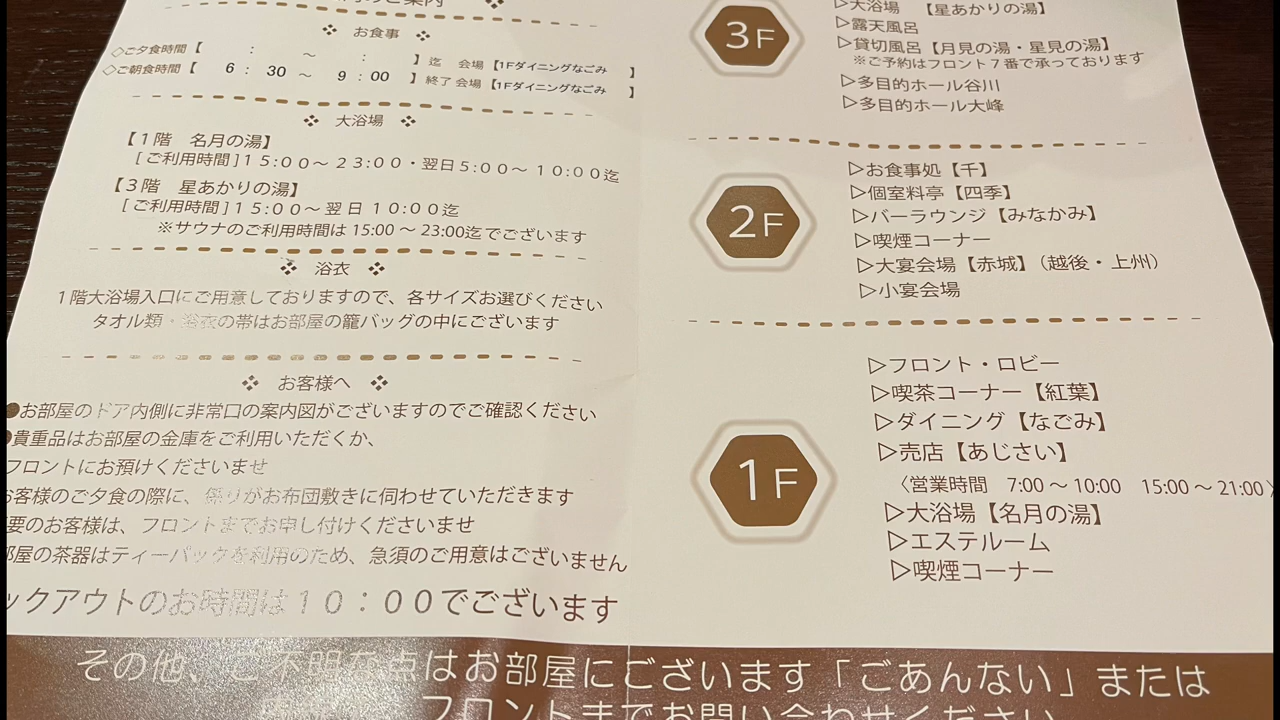 のご案内
お食事
◇ご夕食時間【 : ～ : 】迄 会場【1Fダイニングなごみ 】
◇ご朝食時間【 6 : 30 ～ 9 : 00 】終了 会場【1Fダイニングなごみ 】
大浴場
【1階 名月の湯】
[ご利用時間]15:00～23:00・翌日5:00～10:00迄
【3階 星あかりの湯】
[ご利用時間]15:00～翌日 10:00迄
※サウナのご利用時間は 15:00 ～ 23:00迄でございます
浴衣
1階大浴場入口にご用意しておりますので、各サイズお選びください
タオル類・浴衣の帯はお部屋の籠バッグの中にございます
お客様へ
●お部屋のドア内側に非常口の案内図がございますのでご確認ください
●貴重品はお部屋の金庫をご利用いただくか、
フロントにお預けくださいませ
お客様のご夕食の際に、係りがお布団敷きに伺わせていただきます
要のお客様は、フロントまでお申し付けくださいませ
部屋の茶器はティーバックを利用のため、急須のご用意はございません
ックアウトのお時間は10：00でございます
3F
▷大浴場 【星あかりの湯】
▷露天風呂
▷貸切風呂【月見の湯・星見の湯】
※ご予約はフロント7番で承っております
▷多目的ホール谷川
▷多目的ホール大峰
2F
▷お食事処【千】
▷個室料亭【四季】
▷バーラウンジ【みなかみ】
▷喫煙コーナー
▷大宴会場【赤城】（越後・上州）
▷小宴会場
1F
▷フロント・ロビー
▷喫茶コーナー【紅葉】
▷ダイニング【なごみ】
▷売店【あじさい】
〈営業時間 7:00 ～ 10:00 15:00 ～ 21:00〉
▷大浴場【名月の湯】
▷エステルーム
▷喫煙コーナー
その他、ご不明な点はお部屋にございます「ごあんない」または
フロントまでお問い合わせください